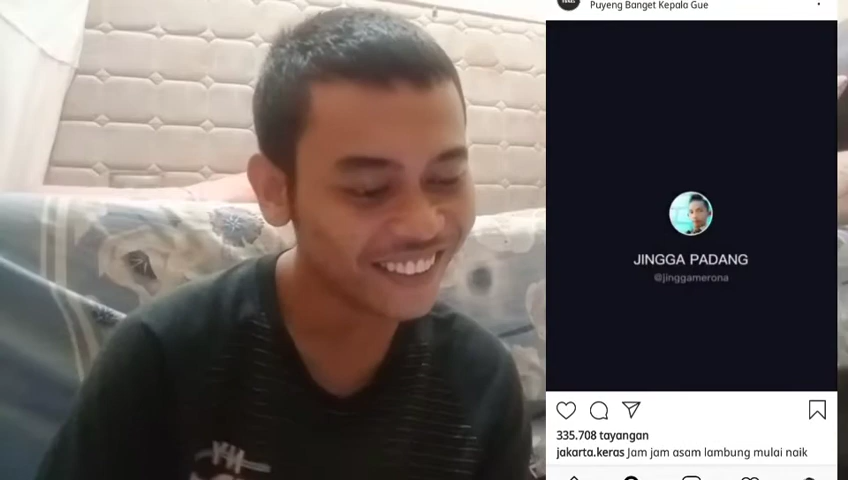 Puyeng Banget Kepala Gue
JINGGA PADANG
@jinggamerona
335.708 tayangan
jakarta.keras Jam jam asam lambung mulai naik